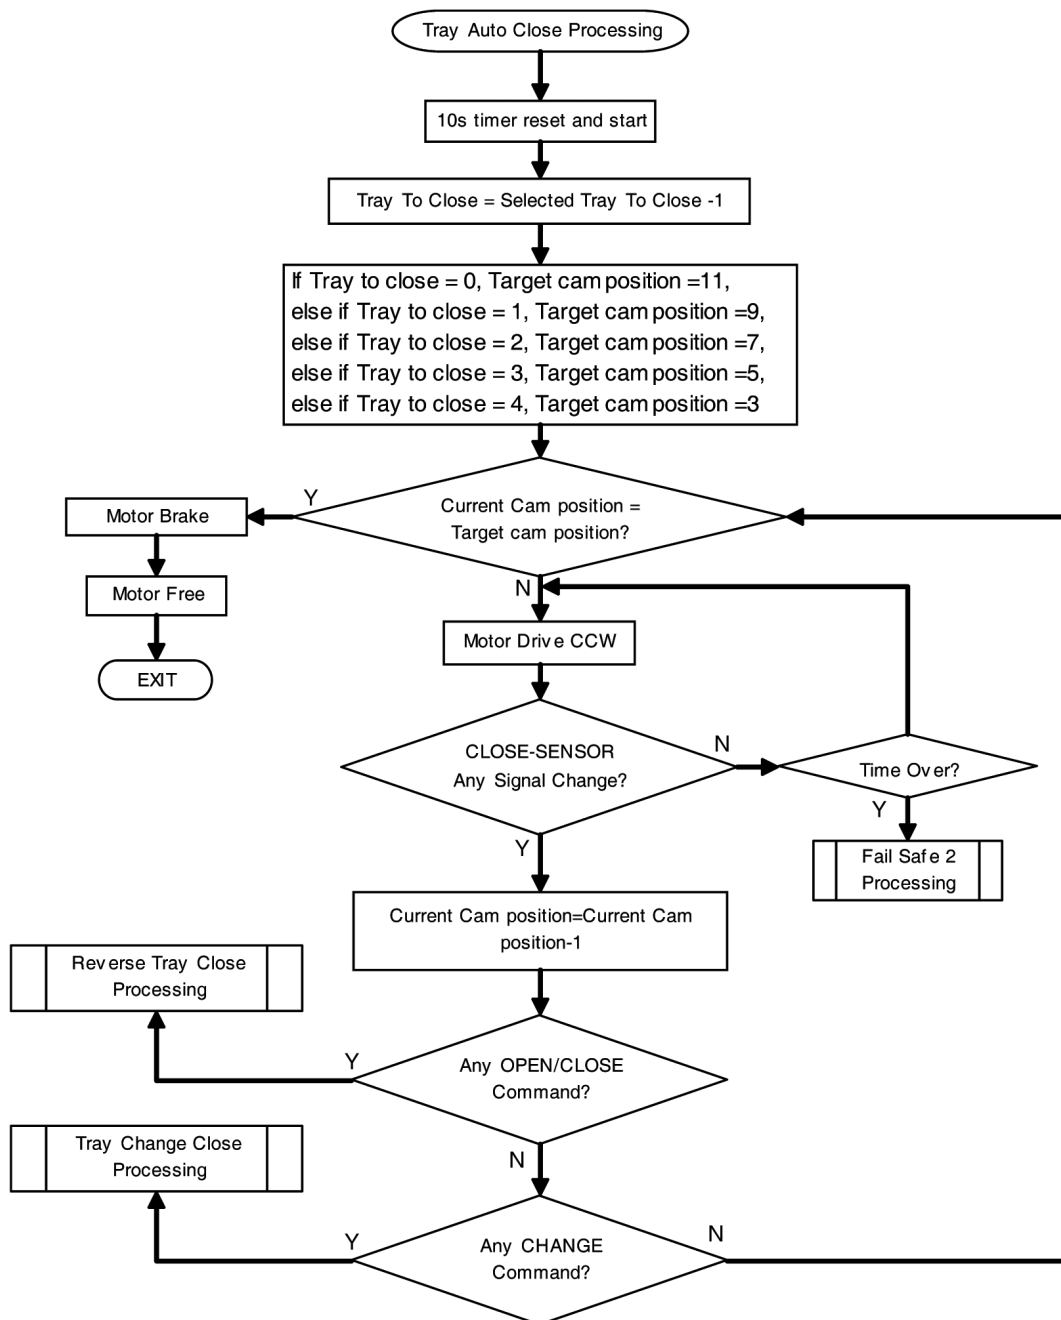 Tray Auto Close Processing
10s timer reset and start
Tray To Close = Selected Tray To Close -1
If Tray to close = 0, Target cam position =11,
else if Tray to close = 1, Target cam position =9,
else if Tray to close = 2, Target cam position =7,
else if Tray to close = 3, Target cam position =5,
else if Tray to close = 4, Target cam position =3
Y
Current Cam position =
Target cam position?
Motor Brake
Motor Free
EXIT
N
Motor Drive CCW
CLOSE-SENSOR
Any Signal Change?
N
Time Over?
Y
Fail Safe 2
Processing
Y
Current Cam position=Current Cam
position-1
Reverse Tray Close
Processing
Y
Any OPEN/CLOSE
Command?
N
Tray Change Close
Processing
Y
Any CHANGE
Command?
N